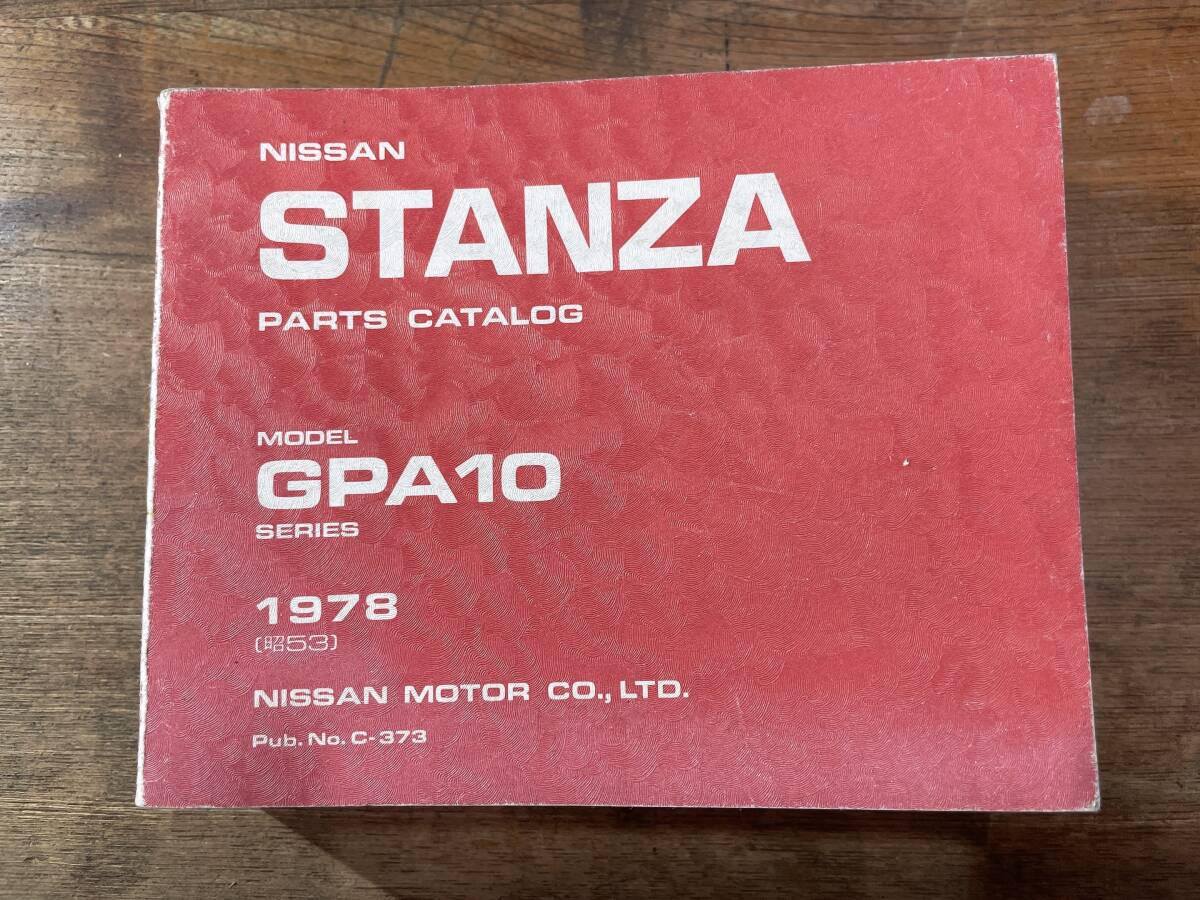 NISSAN
STANZA
PARTS CATALOG
MODEL
GPA10
SERIES
1978
〔昭53〕
NISSAN MOTOR CO., LTD.
Pub. No. C-373